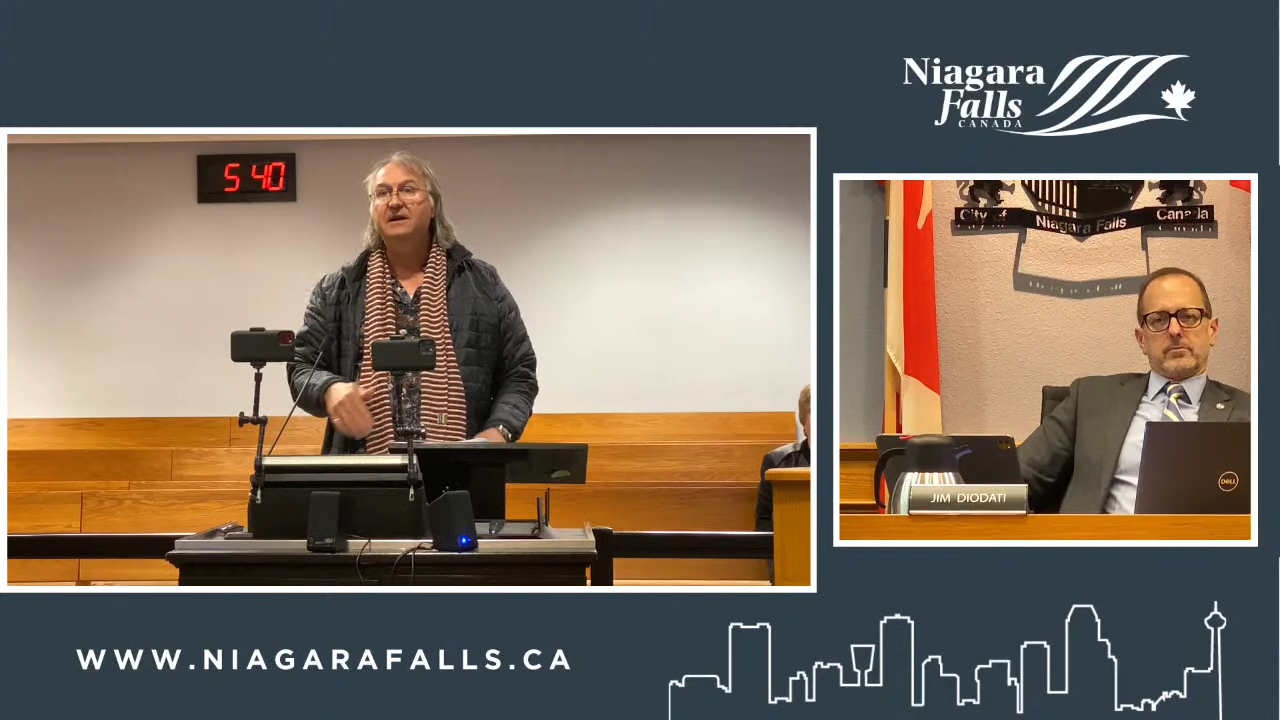 Niagara
Falls
CANADA
5 40
City of
Niagara Falls
Canada
JIM DIODATI
DELL
WWW.NIAGARAFALLS.CA